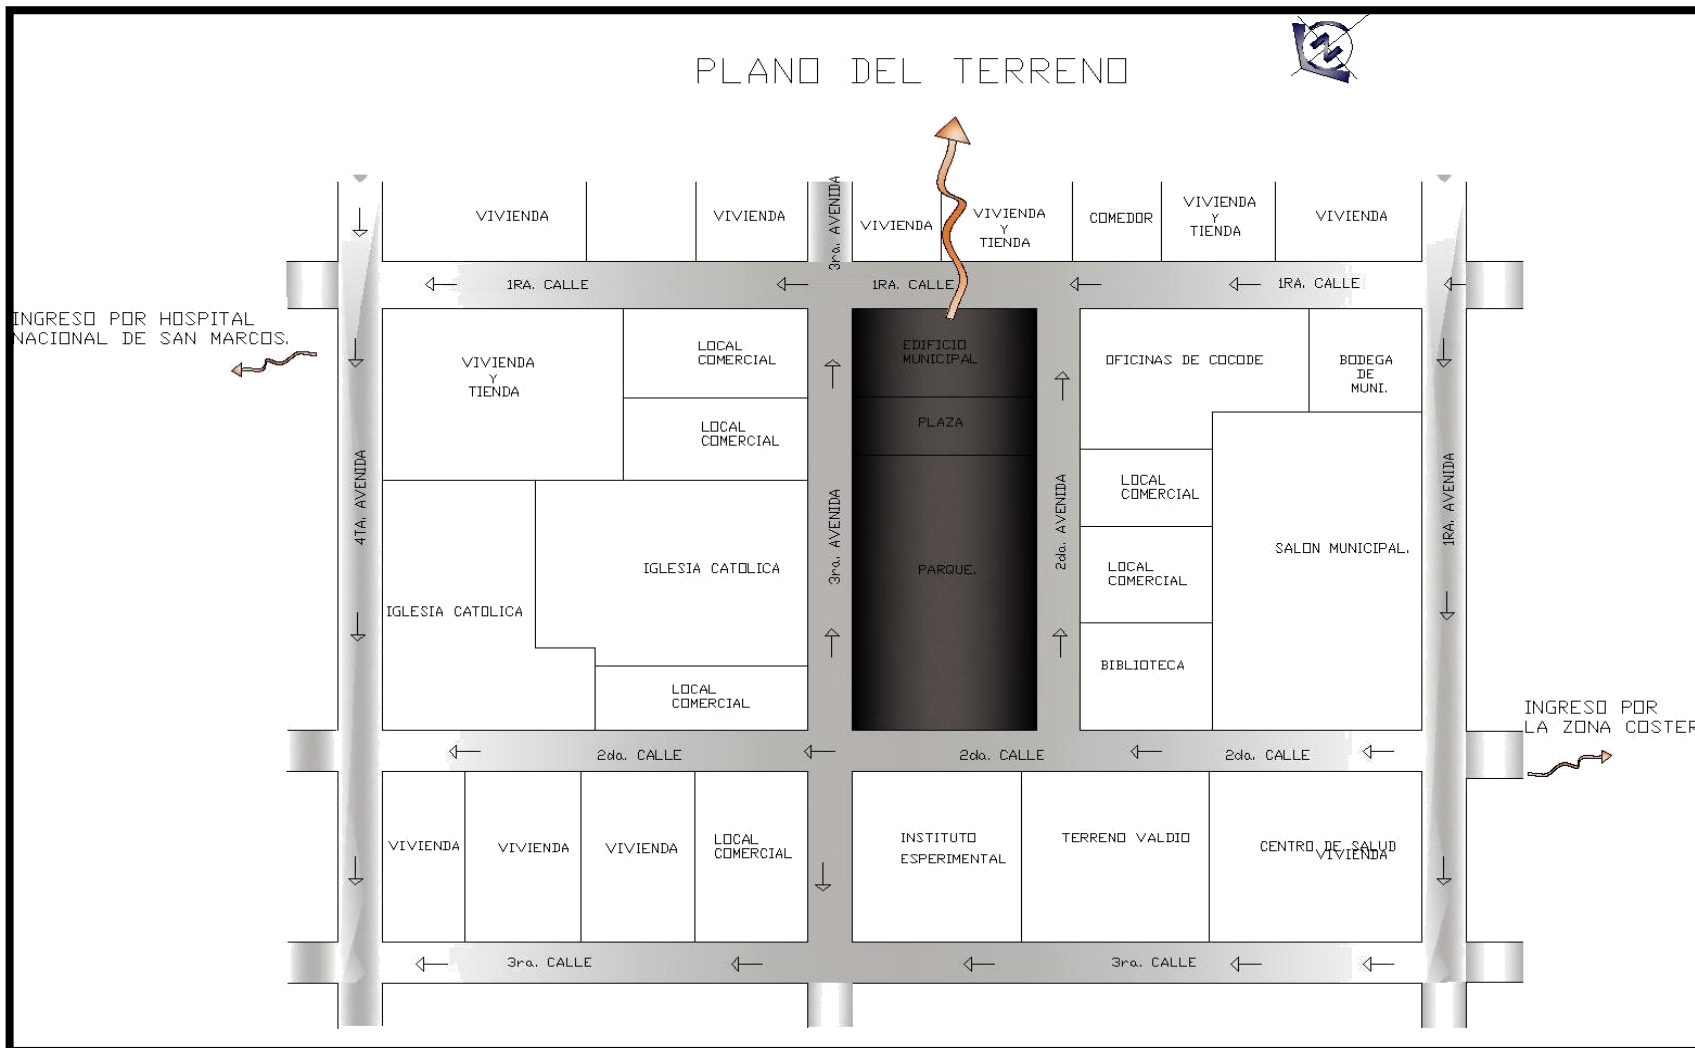 PLANO DEL TERRENO
N
VIVIENDA
VIVIENDA
3ra. AVENIDA
VIVIENDA
VIVIENDA
Y
TIENDA
COMEDOR
VIVIENDA
Y
TIENDA
VIVIENDA
1RA. CALLE
1RA. CALLE
1RA. CALLE
INGRESO POR HOSPITAL
NACIONAL DE SAN MARCOS.
VIVIENDA
Y
TIENDA
LOCAL
COMERCIAL
LOCAL
COMERCIAL
EDIFICIO
MUNICIPAL
PLAZA
PARQUE.
OFICINAS DE COCODE
BODEGA
DE
MUNI.
4TA. AVENIDA
3ra. AVENIDA
2da. AVENIDA
1RA. AVENIDA
LOCAL
COMERCIAL
SALON MUNICIPAL.
IGLESIA CATOLICA
IGLESIA CATOLICA
LOCAL
COMERCIAL
LOCAL
COMERCIAL
BIBLIOTECA
INGRESO POR
LA ZONA COSTER
2da. CALLE
2da. CALLE
2da. CALLE
VIVIENDA
VIVIENDA
VIVIENDA
LOCAL
COMERCIAL
INSTITUTO
ESPERIMENTAL
TERRENO VALDIO
CENTRO DE SALUD
VIVIENDA
3ra. CALLE
3ra. CALLE